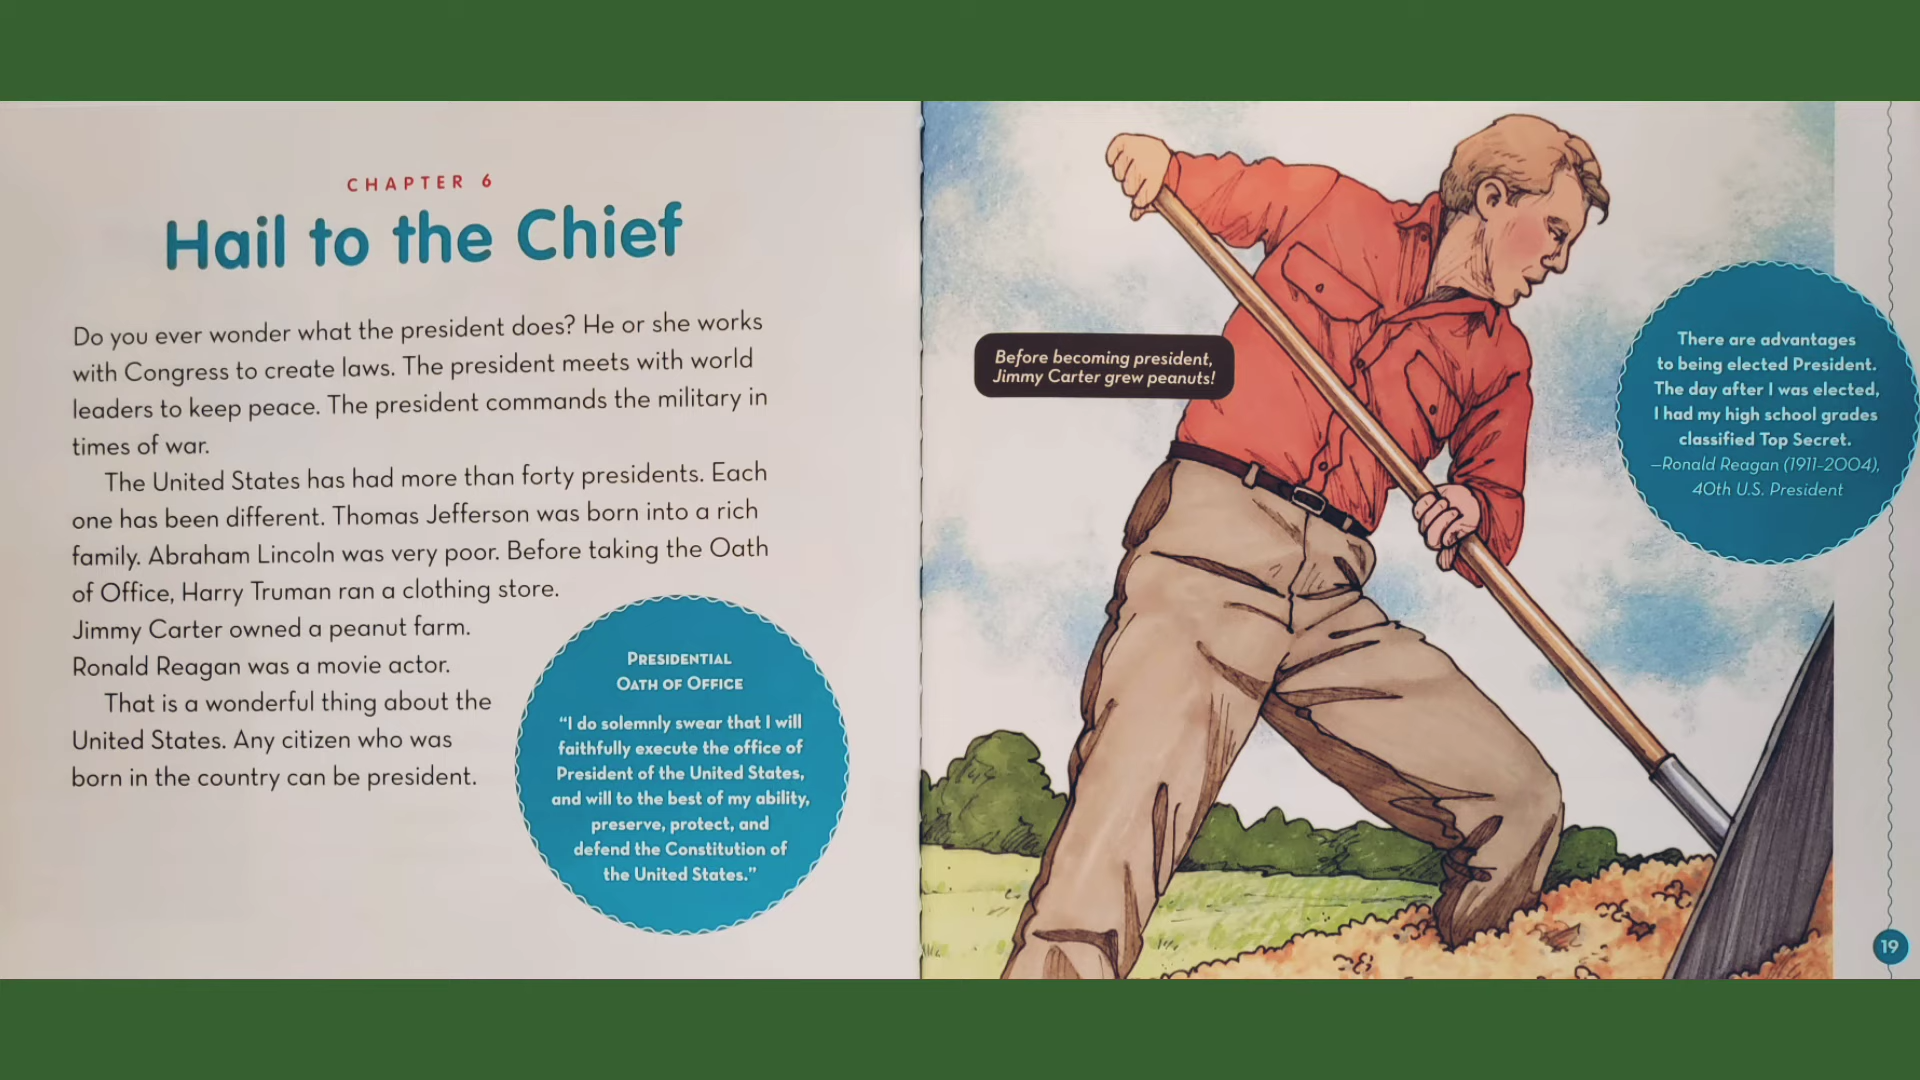 CHAPTER 6
Hail to the Chief
Do you ever wonder what the president does? He or she works
with Congress to create laws. The president meets with world
leaders to keep peace. The president commands the military in
times of war.
The United States has had more than forty presidents. Each
one has been different. Thomas Jefferson was born into a rich
family. Abraham Lincoln was very poor. Before taking the Oath
of Office, Harry Truman ran a clothing store.
Jimmy Carter owned a peanut farm.
Ronald Reagan was a movie actor.
That is a wonderful thing about the
United States. Any citizen who was
born in the country can be president.
PRESIDENTIAL
OATH OF OFFICE
“I do solemnly swear that I will
faithfully execute the office of
President of the United States,
and will to the best of my ability,
preserve, protect, and
defend the Constitution of
the United States.”
Before becoming president,
Jimmy Carter grew peanuts!
There are advantages
to being elected President.
The day after I was elected,
I had my high school grades
classified Top Secret.
—Ronald Reagan (1911-2004),
40th U.S. President
19